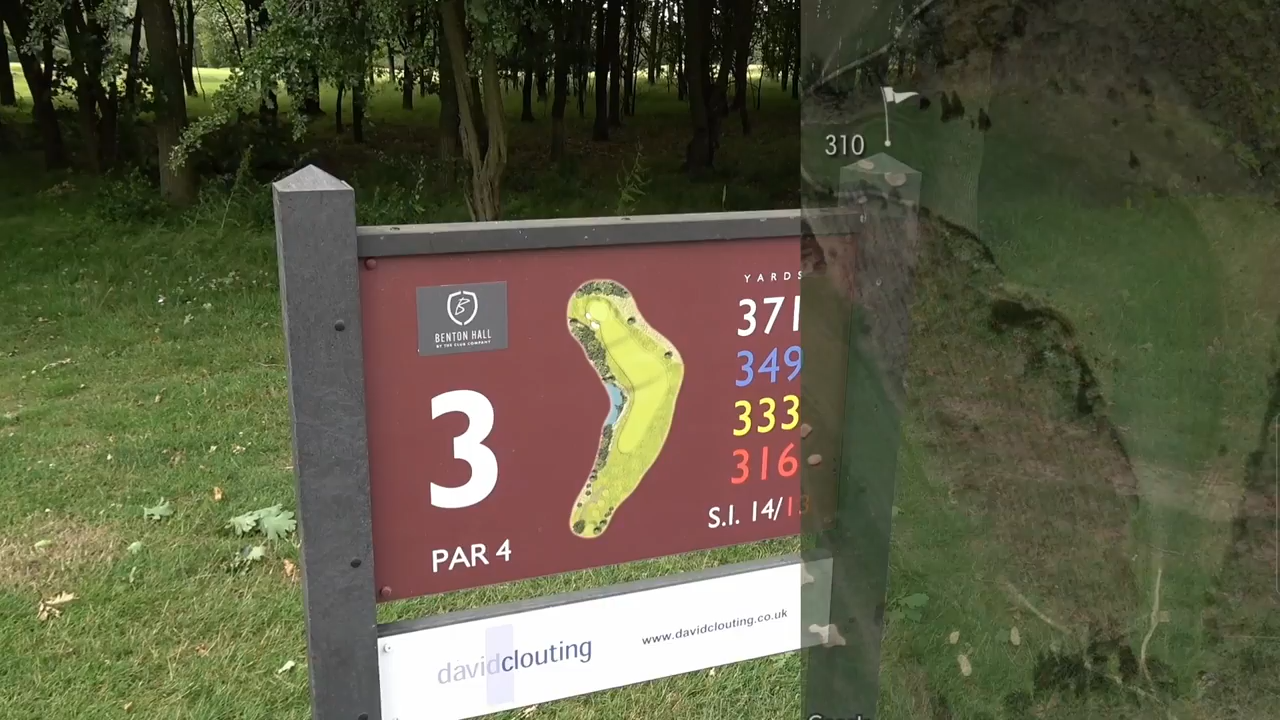 310
YARDS
371
349
333
316
BENTON HALL
BY THE CLUB COMPANY
3
S.I. 14/13
PAR 4
davidclouting
www.davidclouting.co.uk